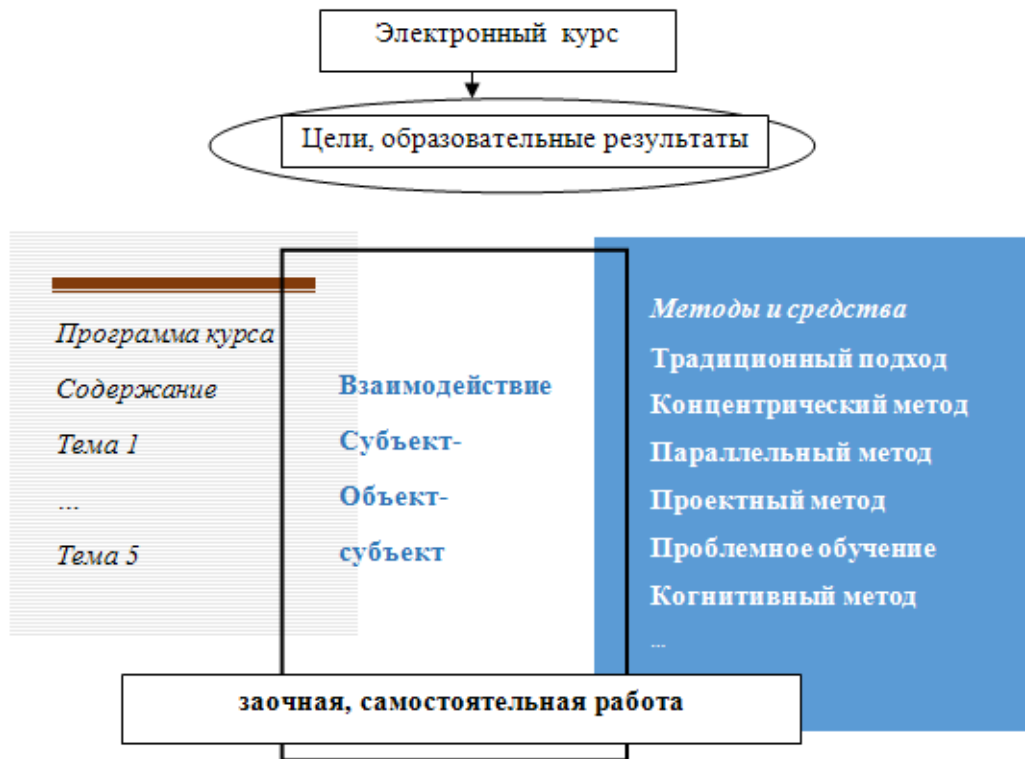 Электронный курс
Цели, образовательные результаты
Программа курса
Содержание
Тема 1
...
Тема 5
Взаимодействие
Субъект-
Объект-
субъект
Методы и средства
Традиционный подход
Концентрический метод
Параллельный метод
Проектный метод
Проблемное обучение
Когнитивный метод
...
заочная, самостоятельная работа